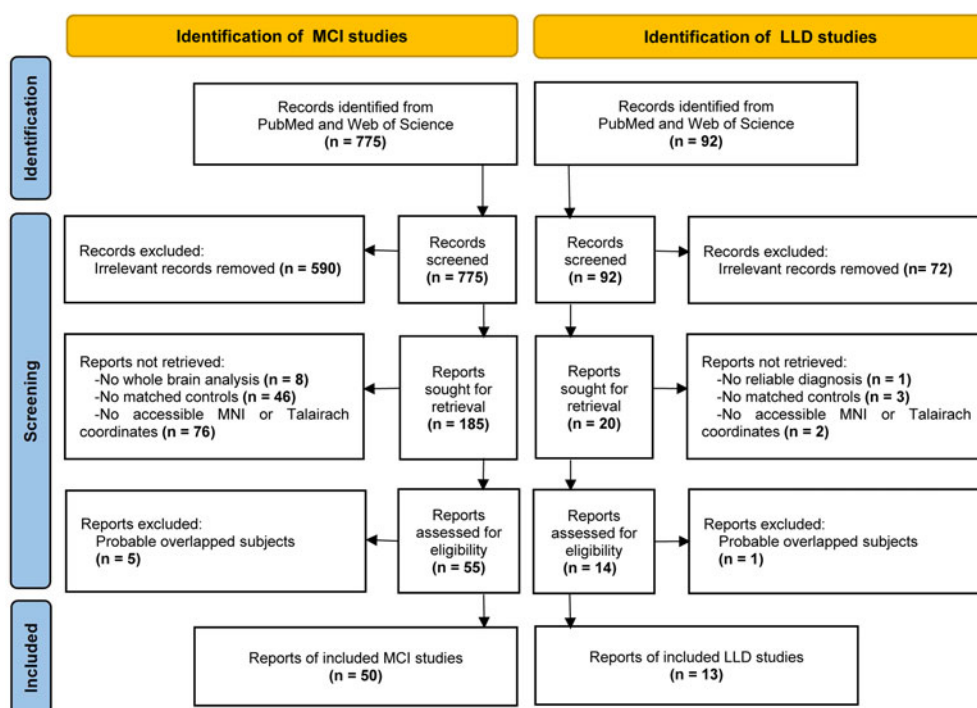 Identification of MCI studies
Identification of LLD studies
Identification
Records identified from
PubMed and Web of Science
(n = 775)
Records identified from
PubMed and Web of Science
(n = 92)
Screening
Records excluded:
Irrelevant records removed (n = 590)
Records
screened
(n = 775)
Records
screened
(n = 92)
Records excluded:
Irrelevant records removed (n= 72)
Reports not retrieved:
-No whole brain analysis (n = 8)
-No matched controls (n = 46)
-No accessible MNI or Talairach
coordinates (n = 76)
Reports
sought for
retrieval
(n = 185)
Reports
sought for
retrieval
(n = 20)
Reports not retrieved:
-No reliable diagnosis (n = 1)
-No matched controls (n = 3)
-No accessible MNI or Talairach
coordinates (n = 2)
Reports excluded:
Probable overlapped subjects
(n = 5)
Reports
assessed for
eligibility
(n = 55)
Reports
assessed for
eligibility
(n = 14)
Reports excluded:
Probable overlapped subjects
(n = 1)
Included
Reports of included MCI studies
(n = 50)
Reports of included LLD studies
(n = 13)